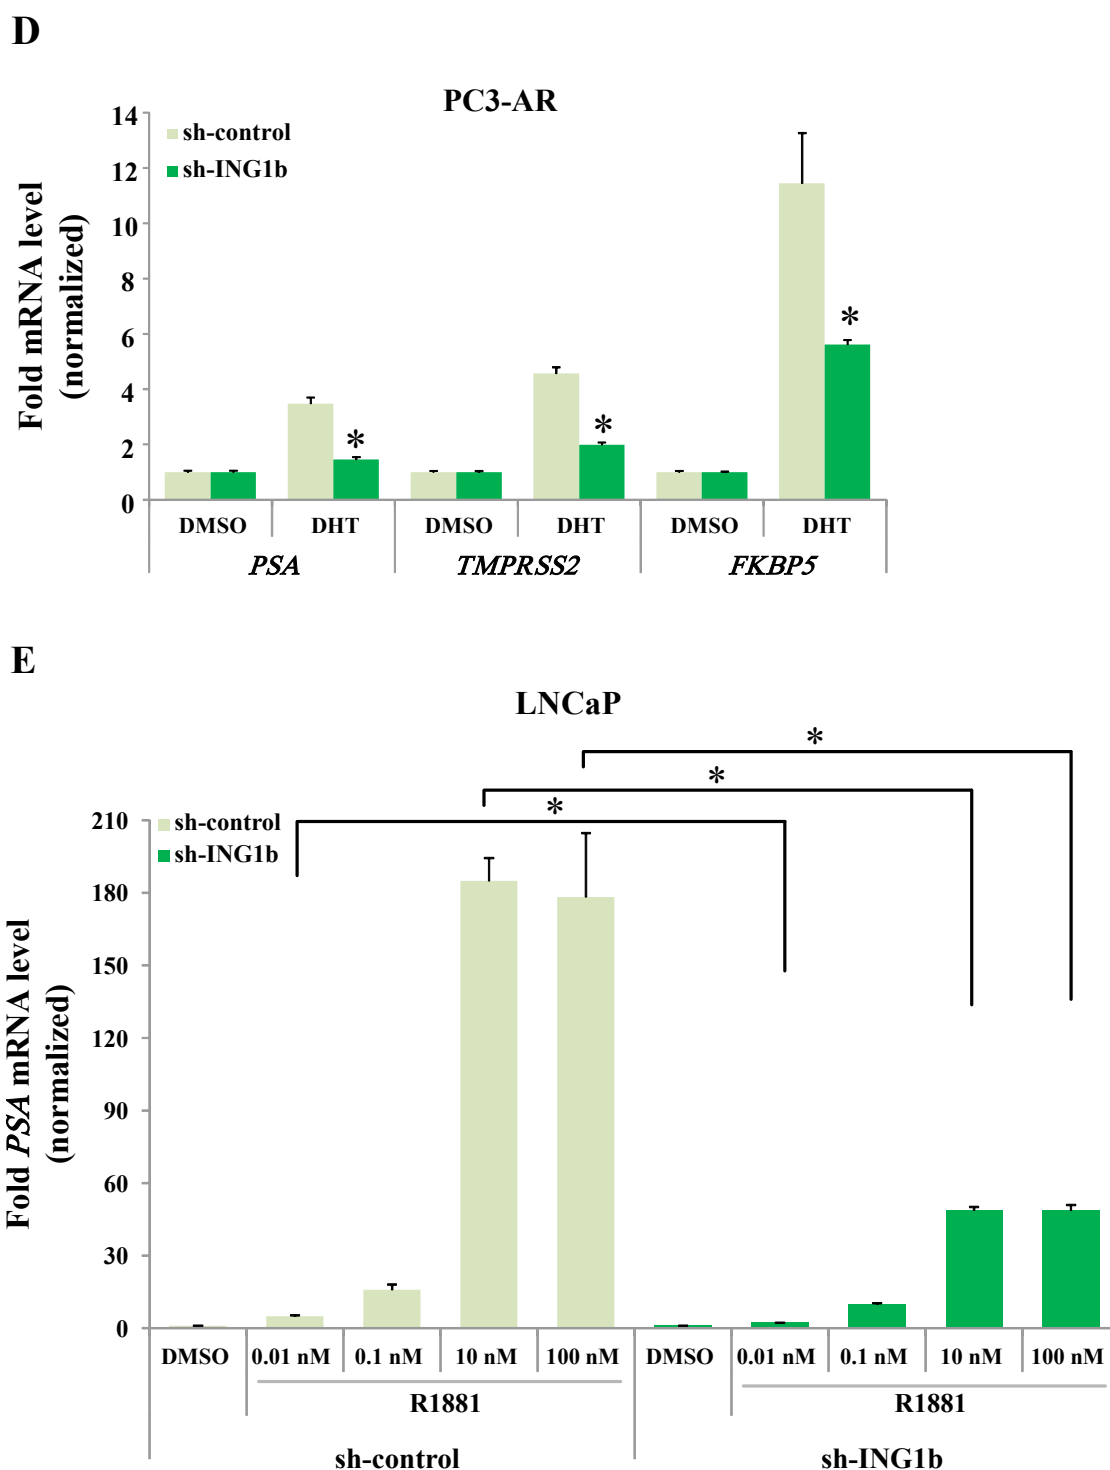 D
PC3-AR
sh-control
sh-ING1b
Fold mRNA level
(normalized)
14
12
10
8
6
4
2
0
*
*
*
DMSO DHT DMSO DHT DMSO DHT
PSA TMPRSS2 FKBP5
E
LNCaP
*
*
*
sh-control
sh-ING1b
Fold PSA mRNA level
(normalized)
210
180
150
120
90
60
30
0
DMSO 0.01 nM 0.1 nM 10 nM 100 nM DMSO 0.01 nM 0.1 nM 10 nM 100 nM
R1881 R1881
sh-control sh-ING1b